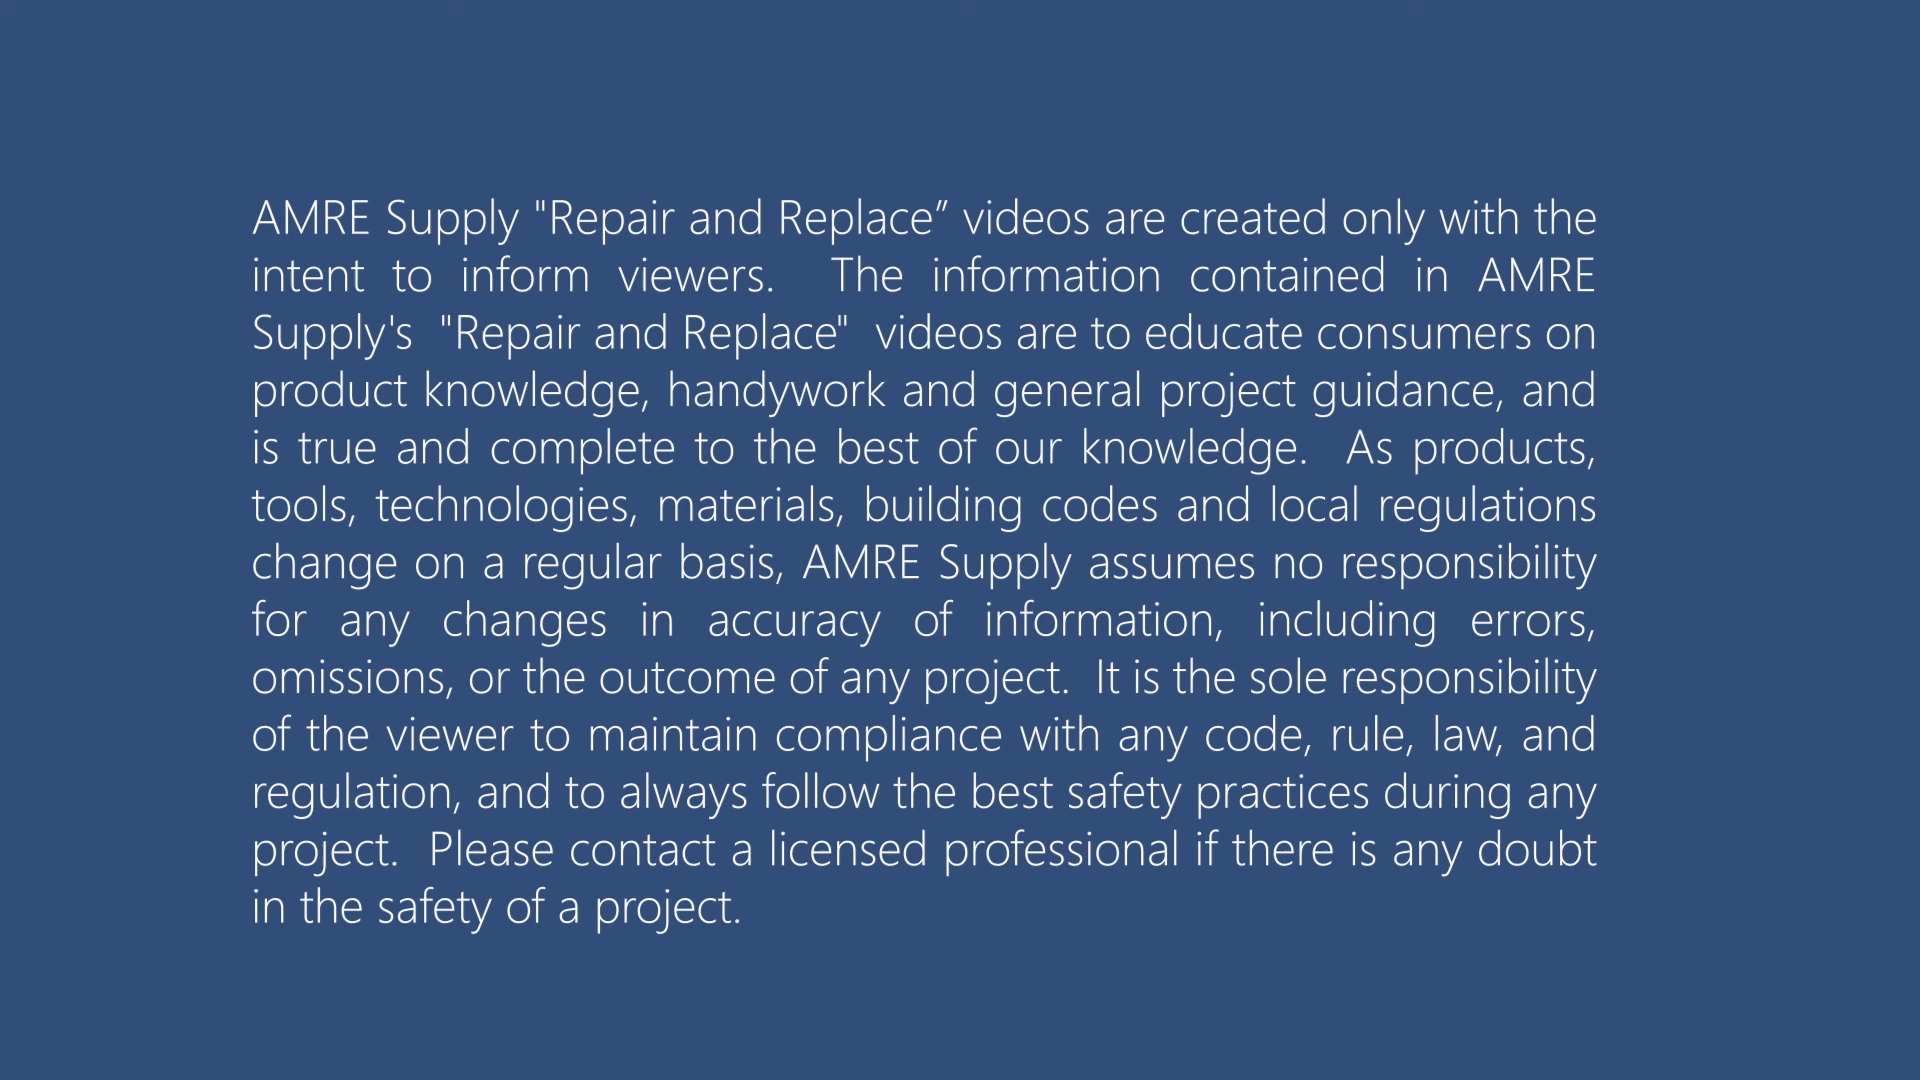 AMRE Supply "Repair and Replace” videos are created only with the
intent to inform viewers.  The information contained in AMRE
Supply's  "Repair and Replace"  videos are to educate consumers on
product knowledge, handywork and general project guidance, and
is true and complete to the best of our knowledge.  As products,
tools, technologies, materials, building codes and local regulations
change on a regular basis, AMRE Supply assumes no responsibility
for any changes in accuracy of information, including errors,
omissions, or the outcome of any project.  It is the sole responsibility
of the viewer to maintain compliance with any code, rule, law, and
regulation, and to always follow the best safety practices during any
project.  Please contact a licensed professional if there is any doubt
in the safety of a project.